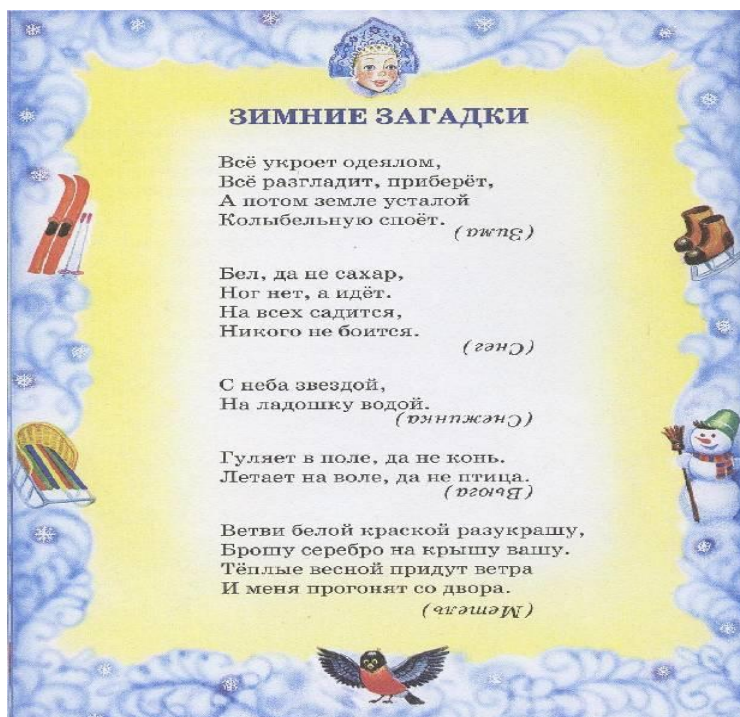 ЗИМНИЕ ЗАГАДКИ
Всё укроет одеялом,
Всё разгладит, приберёт,
А потом земле усталой
Колыбельную споёт.
(Зима)
Бел, да не сахар,
Ног нет, а идёт.
На всех садится,
Никого не боится.
(Снег)
С неба звездой,
На ладошку водой.
(Снежинка)
Гуляет в поле, да не конь.
Летает на воле, да не птица.
(Вьюга)
Ветви белой краской разукрашу,
Брошу серебро на крышу вашу.
Тёплые весной придут ветра
И меня прогонят со двора.
(Метель)